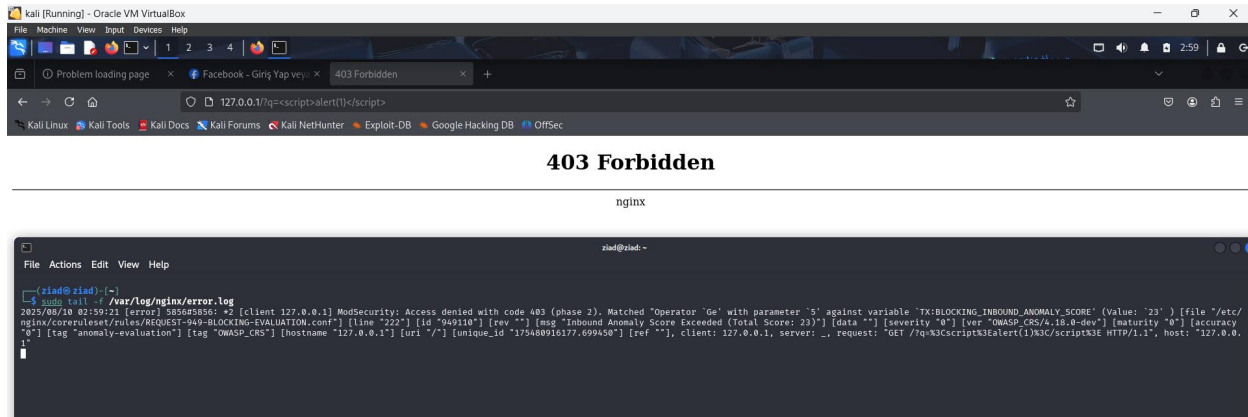 kali [Running] - Oracle VM VirtualBox
File Machine View Input Devices Help
1 2 3 4
2:59
Problem loading page
Facebook - Giriş Yap veya
403 Forbidden
127.0.0.1/?q=<script>alert(1)</script>
Kali Linux Kali Tools Kali Docs Kali Forums Kali NetHunter Exploit-DB Google Hacking DB OffSec
403 Forbidden
nginx
ziad@ziad: ~
File Actions Edit View Help
┌──(ziad㉿ziad)-[~]
└─$ sudo tail -f /var/log/nginx/error.log
2025/08/10 02:59:21 [error] 5856#5856: *2 [client 127.0.0.1] ModSecurity: Access denied with code 403 (phase 2). Matched "Operator `Ge' with parameter `5' against variable `TX:BLOCKING_INBOUND_ANOMALY_SCORE' (Value: `23' ) [file "/etc/
nginx/coreruleset/rules/REQUEST-949-BLOCKING-EVALUATION.conf"] [line "222"] [id "949110"] [rev ""] [msg "Inbound Anomaly Score Exceeded (Total Score: 23)"] [data ""] [severity "0"] [ver "OWASP_CRS/4.18.0-dev"] [maturity "0"] [accuracy
"0"] [tag "anomaly-evaluation"] [tag "OWASP_CRS"] [hostname "127.0.0.1"] [uri "/"] [unique_id "175480916177.699450"] [ref ""], client: 127.0.0.1, server: _, request: "GET /?q=%3Cscript%3Ealert(1)%3C/script%3E HTTP/1.1", host: "127.0.0.
1"